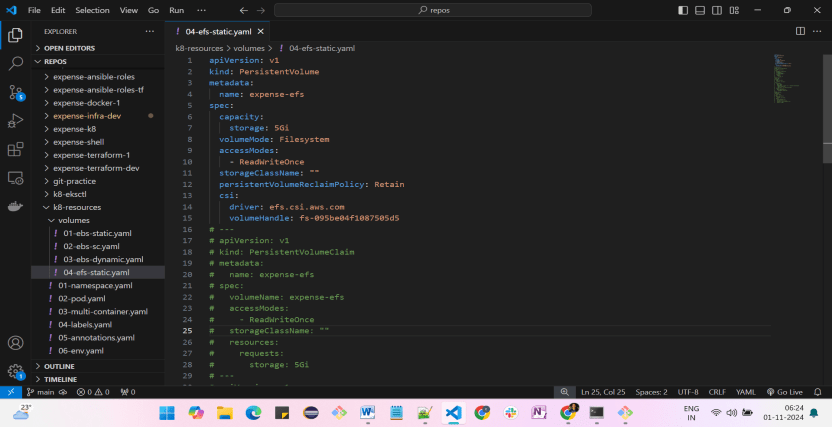 File Edit Selection View Go Run ···
repos
EXPLORER ···
OPEN EDITORS
REPOS
expense-ansible-roles
expense-ansible-roles-tf
expense-docker-1
expense-infra-dev
expense-k8
expense-shell
expense-terraform-1
expense-terraform-dev
git-practice
k8-eksctl
k8-resources
volumes
! 01-ebs-static.yaml
! 02-ebs-sc.yaml
! 03-ebs-dynamic.yaml
! 04-efs-static.yaml
! 01-namespace.yaml
! 02-pod.yaml
! 03-multi-container.yaml
! 04-labels.yaml
! 05-annotations.yaml
! 06-env.yaml
OUTLINE
TIMELINE
! 04-efs-static.yaml ×
k8-resources > volumes > ! 04-efs-static.yaml
1 apiVersion: v1
2 kind: PersistentVolume
3 metadata:
4 name: expense-efs
5 spec:
6 capacity:
7 storage: 5Gi
8 volumeMode: Filesystem
9 accessModes:
10 - ReadWriteOnce
11 storageClassName: ""
12 persistentVolumeReclaimPolicy: Retain
13 csi:
14 driver: efs.csi.aws.com
15 volumeHandle: fs-095be04f1087505d5
16 # ---
17 # apiVersion: v1
18 # kind: PersistentVolumeClaim
19 # metadata:
20 # name: expense-efs
21 # spec:
22 # volumeName: expense-efs
23 # accessModes:
24 # - ReadWriteOnce
25 # storageClassName: ""
26 # resources:
27 # requests:
28 # storage: 5Gi
29 # ---
main 0 0 0 Ln 25, Col 25 Spaces: 2 UTF-8 CRLF YAML Go Live
23°
ENG
IN
06:24
01-11-2024